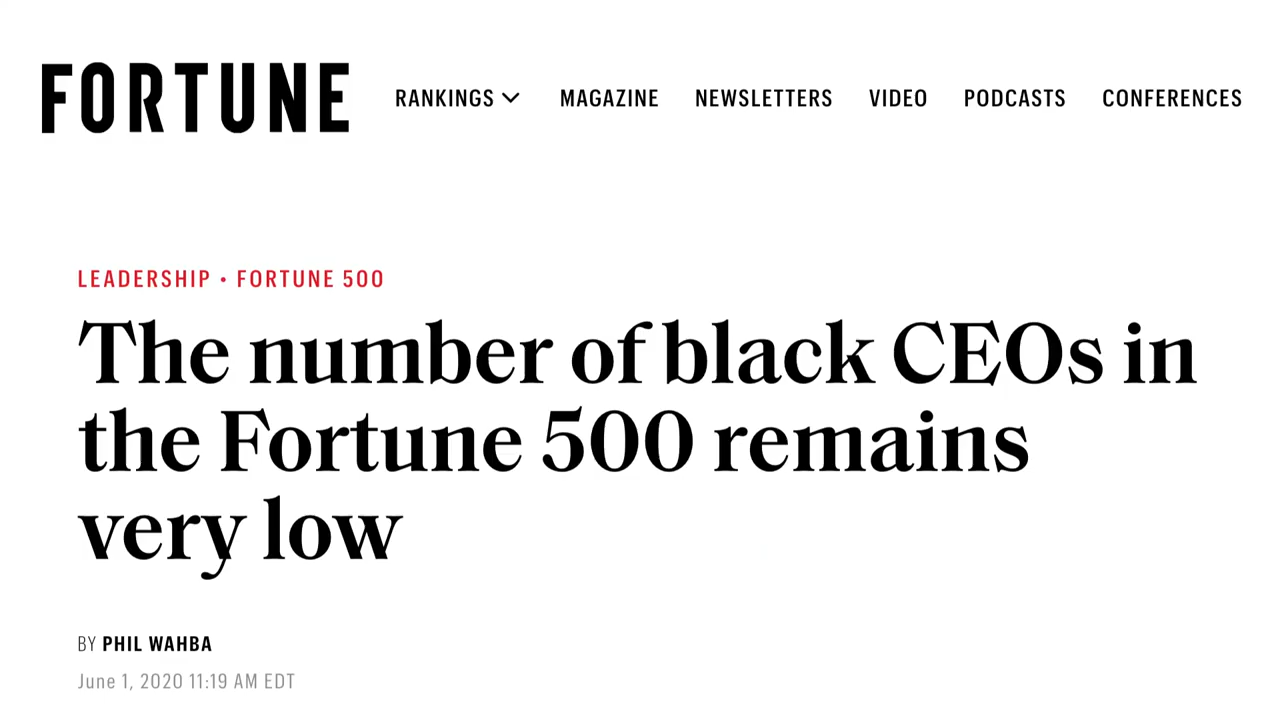 FORTUNE RANKINGS MAGAZINE NEWSLETTERS VIDEO PODCASTS CONFERENCES
LEADERSHIP • FORTUNE 500
The number of black CEOs in
the Fortune 500 remains
very low
BY PHIL WAHBA
June 1, 2020 11:19 AM EDT